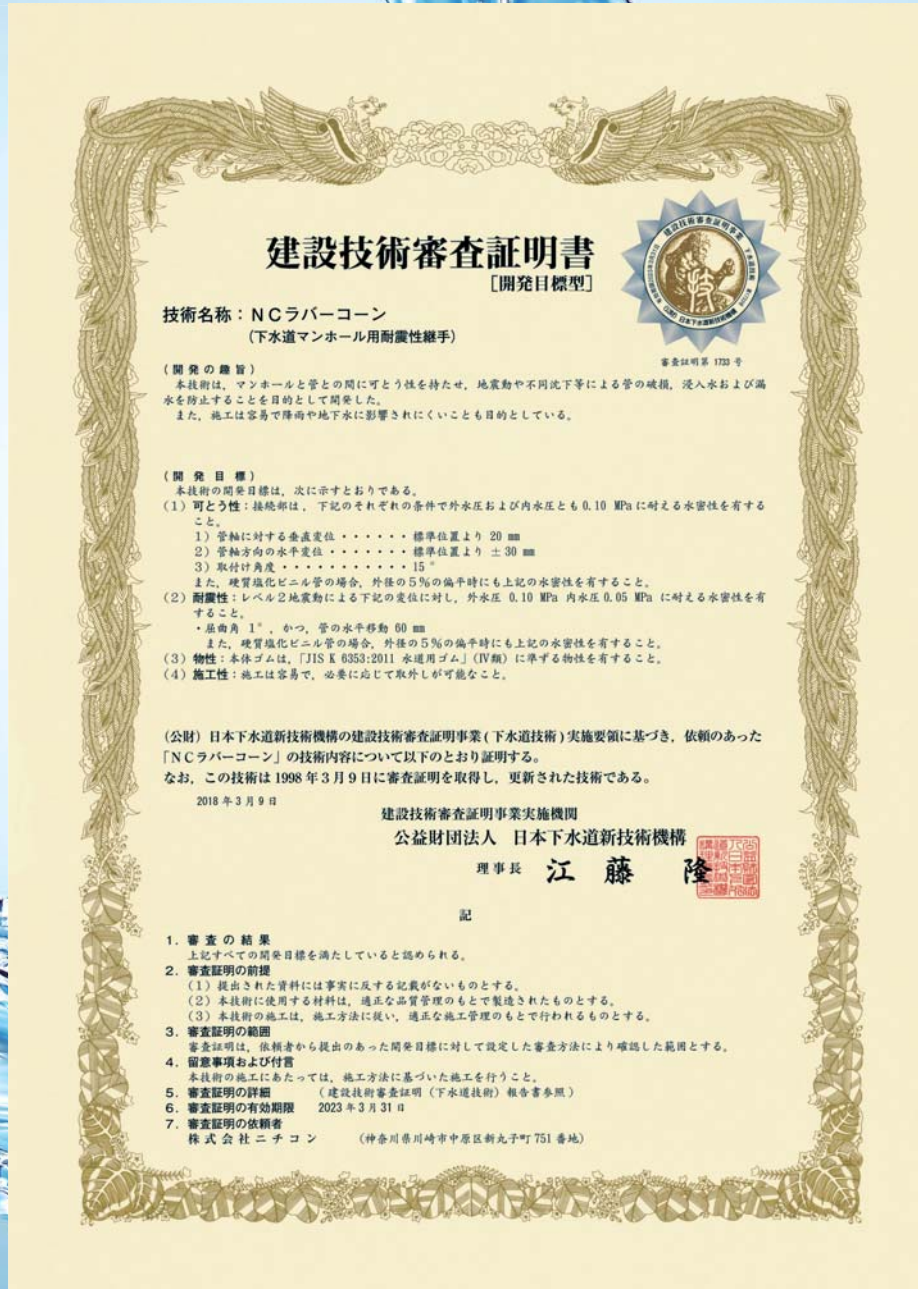 建設技術審査証明書
[開発目標型]
技術名称：ＮＣラバーコーン
(下水道マンホール用耐震性継手)
建設技術審査証明事業
下水道技術
技
(公財)日本下水道新技術機構
審査証明第 1733 号
(開発の趣旨)
本技術は，マンホールと管との間に可とう性を持たせ，地震動や不同沈下等による管の破損，浸入水および漏
水を防止することを目的として開発した。
また，施工は容易で降雨や地下水に影響されにくいことも目的としている。
(開 発 目 標)
本技術の開発目標は，次に示すとおりである。
(1) 可とう性：接続部は，下記のそれぞれの条件で外水圧および内水圧とも 0.10 MPa に耐える水密性を有する
こと。
1) 管軸に対する垂直変位・・・・・・標準位置より 20 ㎜
2) 管軸方向の水平変位・・・・・・・標準位置より ± 30 ㎜
3) 取付け角度・・・・・・・・・・・15 °
また，硬質塩化ビニル管の場合，外径の５％の偏平時にも上記の水密性を有すること。
(2) 耐震性：レベル２地震動による下記の変位に対し，外水圧 0.10 MPa 内水圧 0.05 MPa に耐える水密性を有
すること。
・屈曲角 1°，かつ，管の水平移動 60 ㎜
また，硬質塩化ビニル管の場合，外径の５％の偏平時にも上記の水密性を有すること。
(3) 物性：本体ゴムは，「JIS K 6353:2011 水道用ゴム」(Ⅳ類) に準ずる物性を有すること。
(4) 施工性：施工は容易で，必要に応じて取外しが可能なこと。
(公財) 日本下水道新技術機構の建設技術審査証明事業(下水道技術)実施要領に基づき，依頼のあった
「ＮＣラバーコーン」の技術内容について以下のとおり証明する。
なお，この技術は 1998 年 3 月 9 日に審査証明を取得し，更新された技術である。
2018 年 3 月 9 日
建設技術審査証明事業実施機関
公益財団法人 日本下水道新技術機構
理事長 江 藤 隆
記
1. 審 査 の 結 果
上記すべての開発目標を満たしていると認められる。
2. 審査証明の前提
(1) 提出された資料には事実に反する記載がないものとする。
(2) 本技術に使用する材料は，適正な品質管理のもとで製造されたものとする。
(3) 本技術の施工は，施工方法に従い，適正な施工管理のもとで行われるものとする。
3. 審査証明の範囲
審査証明は，依頼者から提出のあった開発目標に対して設定した審査方法により確認した範囲とする。
4. 留意事項および付言
本技術の施工にあたっては，施工方法に基づいた施工を行うこと。
5. 審査証明の詳細 (建設技術審査証明 (下水道技術) 報告書参照)
6. 審査証明の有効期限 2023 年 3 月 31 日
7. 審査証明の依頼者
株式会社ニチコン (神奈川県川崎市中原区新丸子町 751 番地)